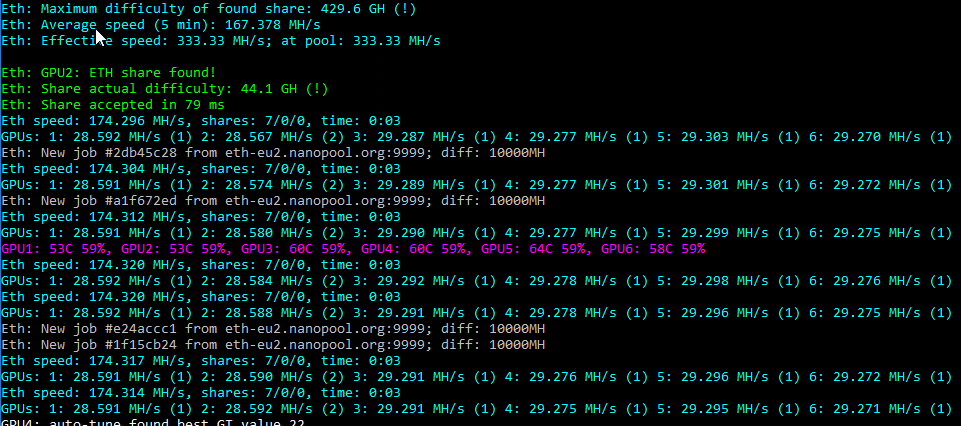 Eth: Maximum difficulty of found share: 429.6 GH (!)
Eth: Average speed (5 min): 167.378 MH/s
Eth: Effective speed: 333.33 MH/s; at pool: 333.33 MH/s
Eth: GPU2: ETH share found!
Eth: Share actual difficulty: 44.1 GH (!)
Eth: Share accepted in 79 ms
Eth speed: 174.296 MH/s, shares: 7/0/0, time: 0:03
GPUs: 1: 28.592 MH/s (1) 2: 28.567 MH/s (2) 3: 29.287 MH/s (1) 4: 29.277 MH/s (1) 5: 29.303 MH/s (1) 6: 29.270 MH/s (1)
Eth: New job #2db45c28 from eth-eu2.nanopool.org:9999; diff: 10000MH
Eth speed: 174.304 MH/s, shares: 7/0/0, time: 0:03
GPUs: 1: 28.591 MH/s (1) 2: 28.574 MH/s (2) 3: 29.289 MH/s (1) 4: 29.277 MH/s (1) 5: 29.301 MH/s (1) 6: 29.272 MH/s (1)
Eth: New job #a1f672ed from eth-eu2.nanopool.org:9999; diff: 10000MH
Eth speed: 174.312 MH/s, shares: 7/0/0, time: 0:03
GPUs: 1: 28.591 MH/s (1) 2: 28.580 MH/s (2) 3: 29.290 MH/s (1) 4: 29.277 MH/s (1) 5: 29.299 MH/s (1) 6: 29.275 MH/s (1)
GPU1: 53C 59%, GPU2: 53C 59%, GPU3: 60C 59%, GPU4: 60C 59%, GPU5: 64C 59%, GPU6: 58C 59%
Eth speed: 174.320 MH/s, shares: 7/0/0, time: 0:03
GPUs: 1: 28.591 MH/s (1) 2: 28.584 MH/s (2) 3: 29.292 MH/s (1) 4: 29.278 MH/s (1) 5: 29.298 MH/s (1) 6: 29.276 MH/s (1)
Eth speed: 174.320 MH/s, shares: 7/0/0, time: 0:03
GPUs: 1: 28.591 MH/s (1) 2: 28.588 MH/s (2) 3: 29.291 MH/s (1) 4: 29.278 MH/s (1) 5: 29.296 MH/s (1) 6: 29.275 MH/s (1)
Eth: New job #e24accc1 from eth-eu2.nanopool.org:9999; diff: 10000MH
Eth: New job #1f15cb24 from eth-eu2.nanopool.org:9999; diff: 10000MH
Eth speed: 174.317 MH/s, shares: 7/0/0, time: 0:03
GPUs: 1: 28.591 MH/s (1) 2: 28.590 MH/s (2) 3: 29.291 MH/s (1) 4: 29.276 MH/s (1) 5: 29.296 MH/s (1) 6: 29.272 MH/s (1)
Eth speed: 174.314 MH/s, shares: 7/0/0, time: 0:03
GPUs: 1: 28.591 MH/s (1) 2: 28.592 MH/s (2) 3: 29.291 MH/s (1) 4: 29.275 MH/s (1) 5: 29.295 MH/s (1) 6: 29.271 MH/s (1)
GPU4: auto-tune found best GT value 22